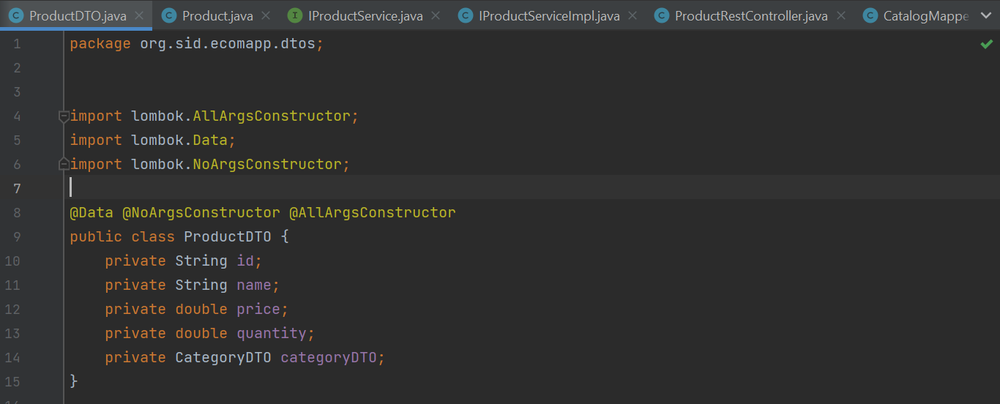 ProductDTO.java Product.java IProductService.java IProductServiceImpl.java ProductRestController.java CatalogMappe
1 package org.sid.ecomapp.dtos;
2
3
4 import lombok.AllArgsConstructor;
5 import lombok.Data;
6 import lombok.NoArgsConstructor;
7
8 @Data @NoArgsConstructor @AllArgsConstructor
9 public class ProductDTO {
10     private String id;
11     private String name;
12     private double price;
13     private double quantity;
14     private CategoryDTO categoryDTO;
15 }